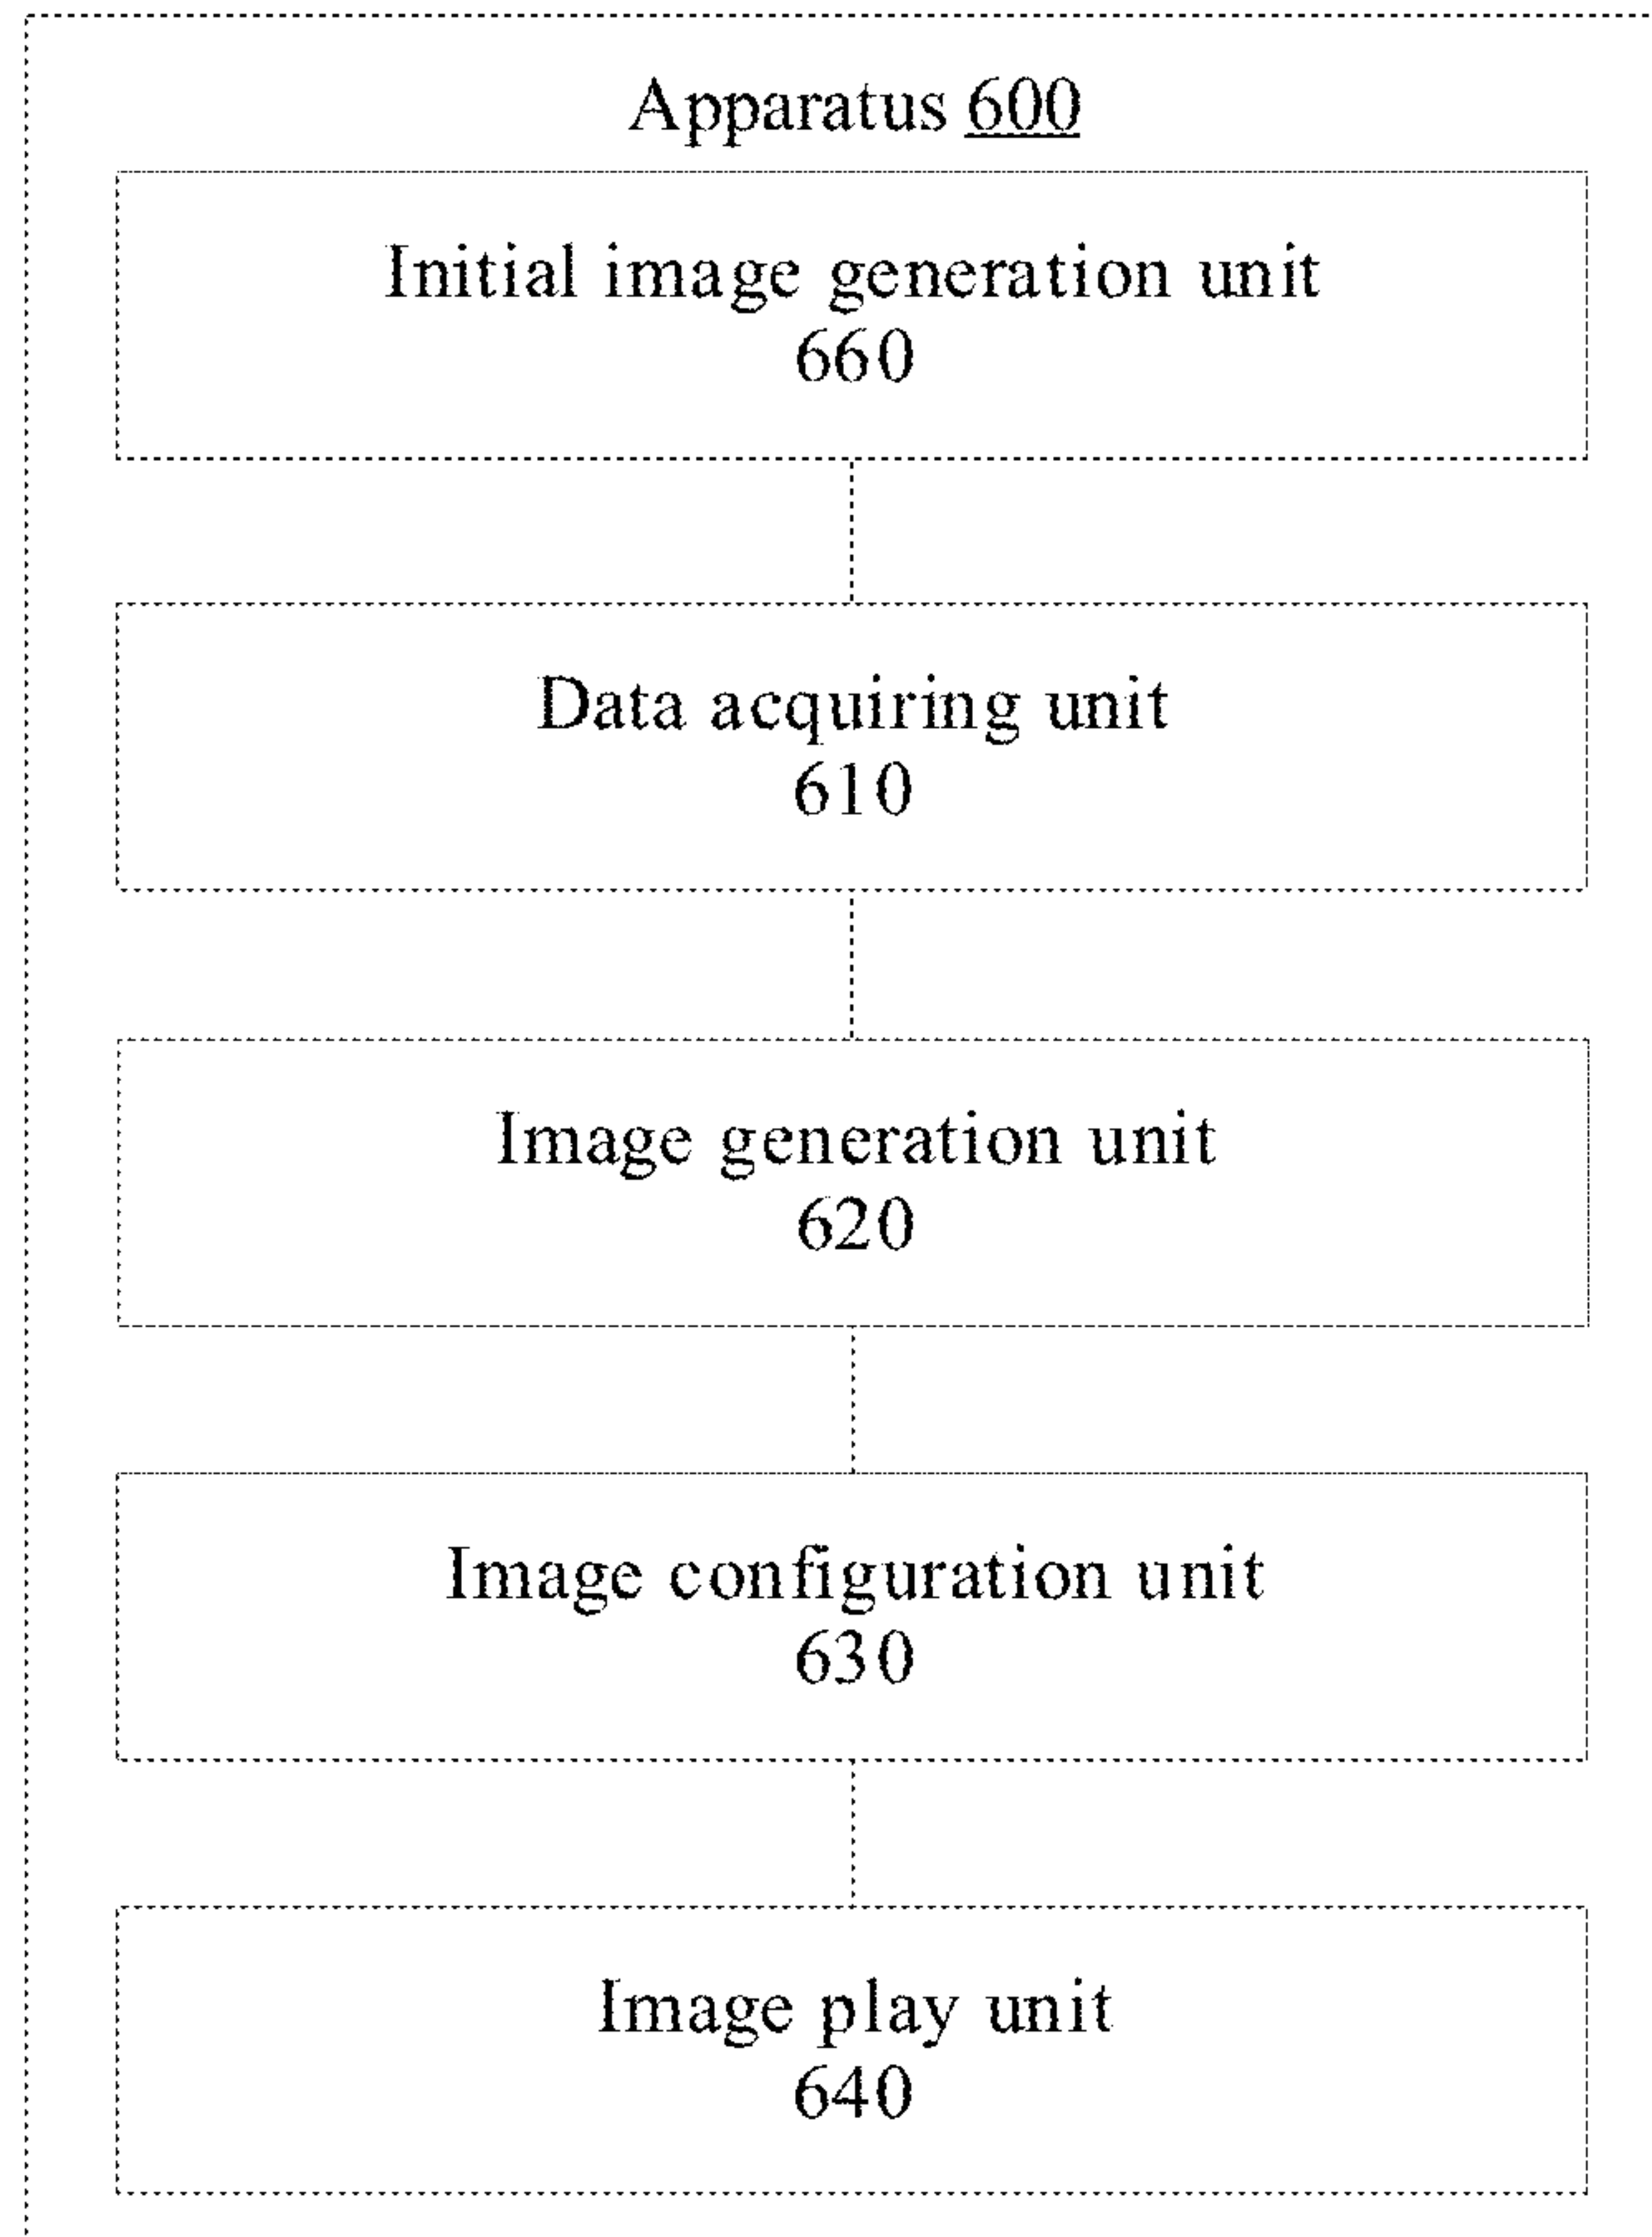 Apparatus 600
Initial image generation unit
660
Data acquiring unit
610
Image generation unit
620
Image configuration unit
630
Image play unit
640